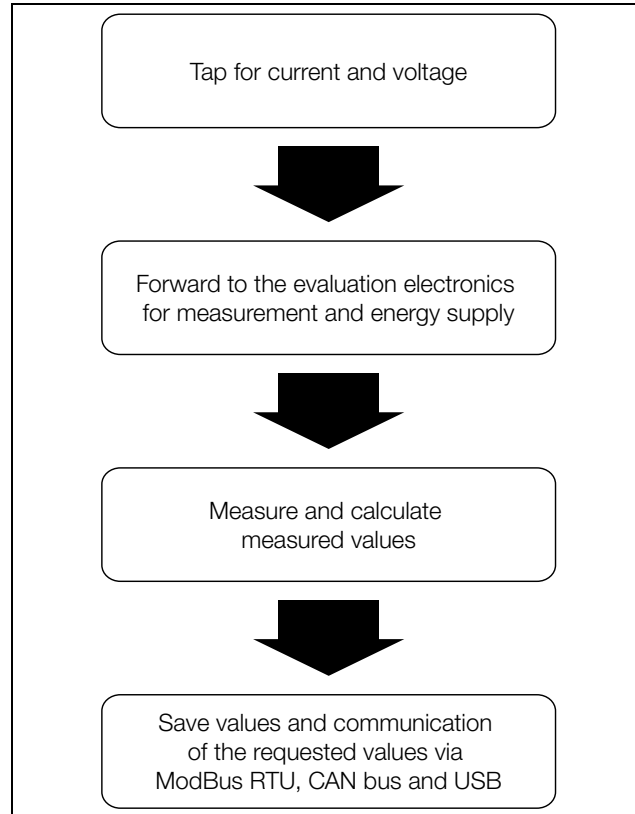 Tap for current and voltage
Forward to the evaluation electronics
for measurement and energy supply
Measure and calculate
measured values
Save values and communication
of the requested values via
ModBus RTU, CAN bus and USB